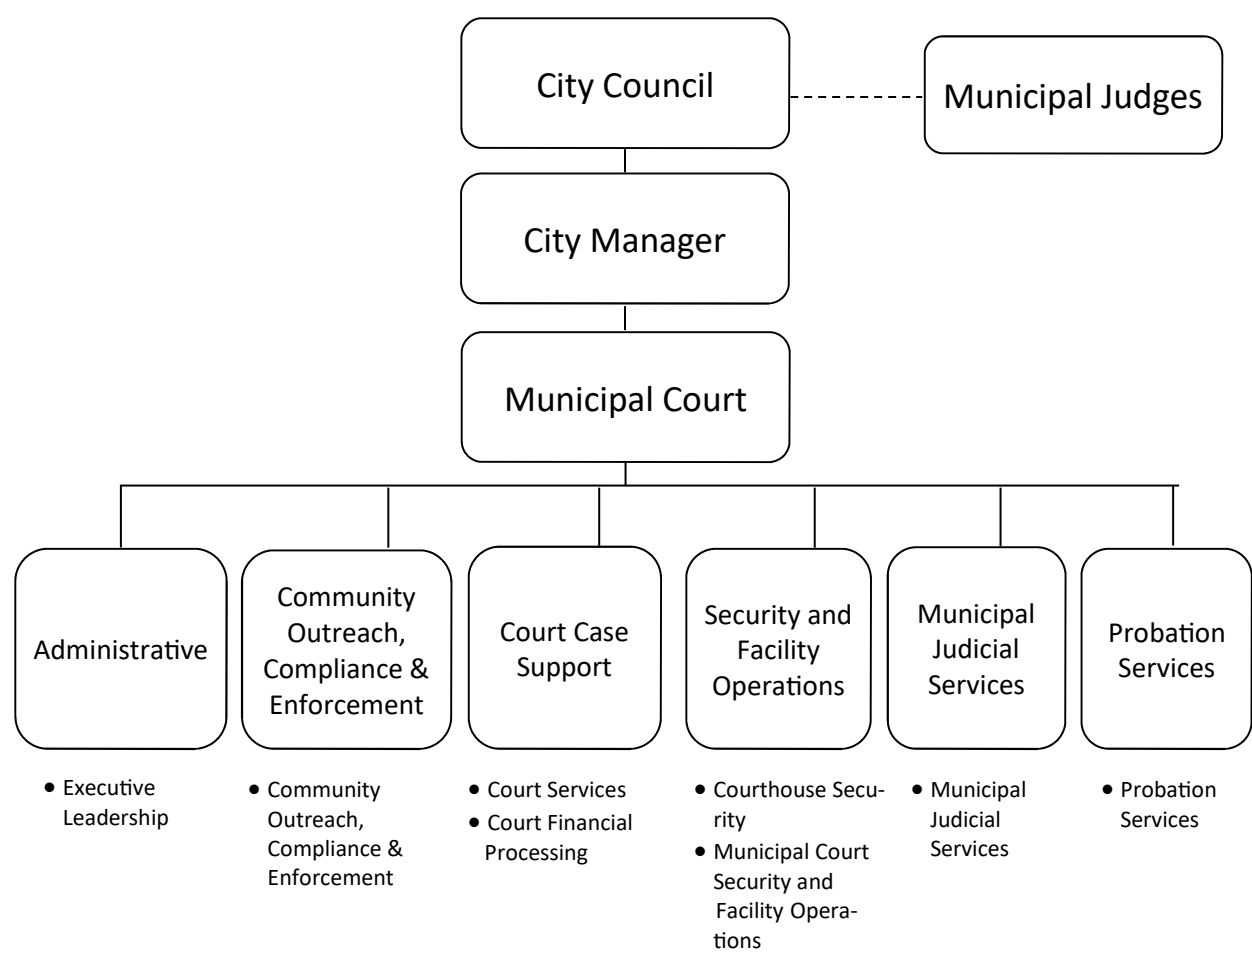 City Council
Municipal Judges
City Manager
Municipal Court
Administrative
Community
Outreach,
Compliance &
Enforcement
Court Case
Support
Security and
Facility
Operations
Municipal
Judicial
Services
Probation
Services
• Executive
Leadership
• Community
Outreach,
Compliance &
Enforcement
• Court Services
• Court Financial
Processing
• Courthouse Secu-
rity
• Municipal Court
Security and
Facility Opera-
tions
• Municipal
Judicial
Services
• Probation
Services